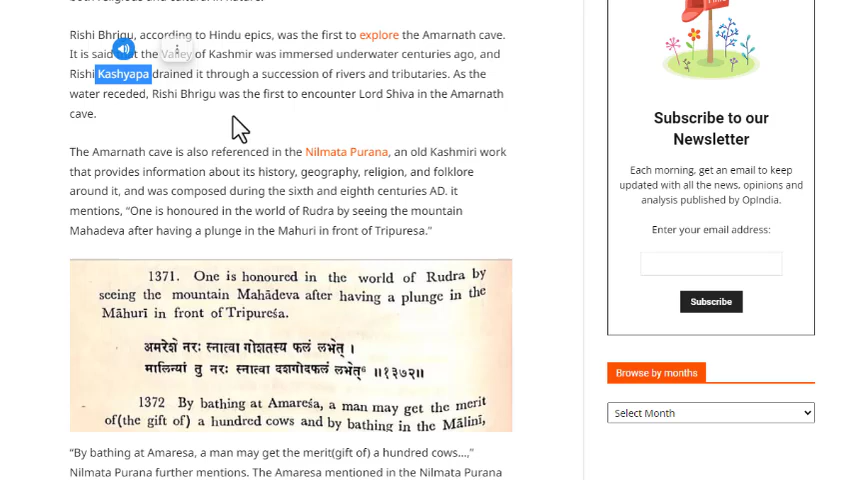 both religious and cultural in nature.
Rishi Bhrigu, according to Hindu epics, was the first to explore the Amarnath cave.
It is said that the Valley of Kashmir was immersed underwater centuries ago, and
Rishi Kashyapa drained it through a succession of rivers and tributaries. As the
water receded, Rishi Bhrigu was the first to encounter Lord Shiva in the Amarnath
cave.
The Amarnath cave is also referenced in the Nilmata Purana, an old Kashmiri work
that provides information about its history, geography, religion, and folklore
around it, and was composed during the sixth and eighth centuries AD. it
mentions, “One is honoured in the world of Rudra by seeing the mountain
Mahadeva after having a plunge in the Mahuri in front of Tripuresa.”
1371. One is honoured in the world of Rudra by
seeing the mountain Mahādeva after having a plunge in the
Māhurī in front of Tripureśa.
अमरेशे नरः स्नात्वा गोशतस्य फलं लभेत् ।
मालिन्यां तु नरः स्नात्वा दशगोदफलं लभेत्⁶ ॥१३७२॥
1372 By bathing at Amareśa, a man may get the merit
of(the gift of) a hundred cows and by bathing in the Mālinī,
“By bathing at Amaresa, a man may get the merit(gift of) a hundred cows…,”
Nilmata Purana further mentions. The Amaresa mentioned in the Nilmata Purana
Subscribe to our
Newsletter
Each morning, get an email to keep
updated with all the news, opinions and
analysis published by OpIndia.
Enter your email address:
Subscribe
Browse by months
Select Month